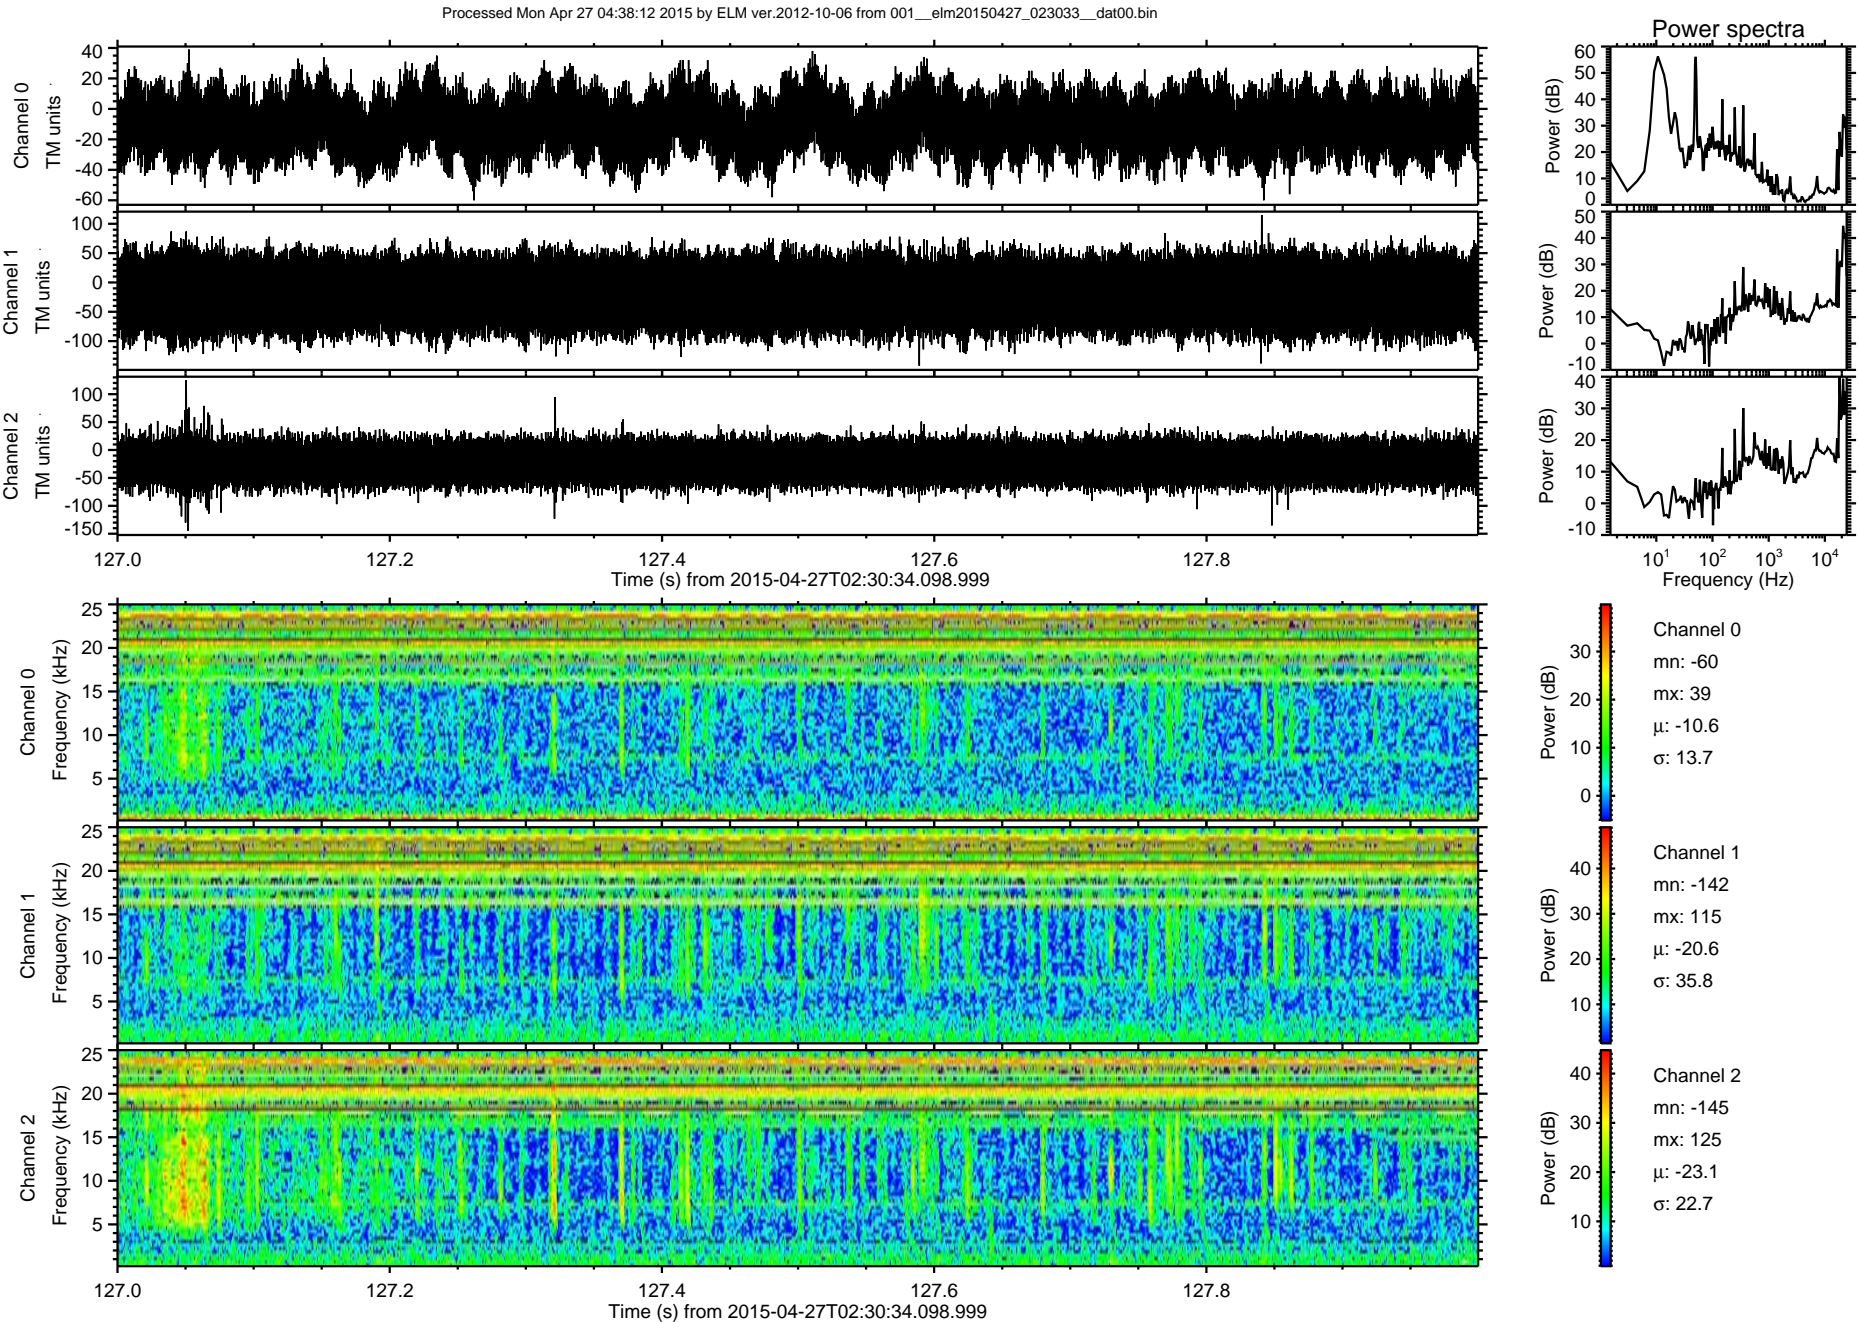 Processed Mon Apr 27 04:38:12 2015 by ELM ver.2012-10-06 from 001__elm20150427_023033__dat00.bin
Power spectra
Channel 0
TM units
40
20
0
-20
-40
-60
Power (dB)
60
50
40
30
20
10
0
Channel 1
TM units
100
50
0
-50
-100
Power (dB)
50
40
30
20
10
0
-10
Channel 2
TM units
100
50
0
-50
-100
-150
Power (dB)
40
30
20
10
0
-10
127.0 127.2 127.4 127.6 127.8
Time (s) from 2015-04-27T02:30:34.098.999
10¹ 10² 10³ 10⁴
Frequency (Hz)
Channel 0
Frequency (kHz)
25
20
15
10
5
Power (dB)
30
20
10
0
Channel 0
mn: -60
mx: 39
μ: -10.6
σ: 13.7
Channel 1
Frequency (kHz)
25
20
15
10
5
Power (dB)
40
30
20
10
Channel 1
mn: -142
mx: 115
μ: -20.6
σ: 35.8
Channel 2
Frequency (kHz)
25
20
15
10
5
Power (dB)
40
30
20
10
Channel 2
mn: -145
mx: 125
μ: -23.1
σ: 22.7
127.0 127.2 127.4 127.6 127.8
Time (s) from 2015-04-27T02:30:34.098.999